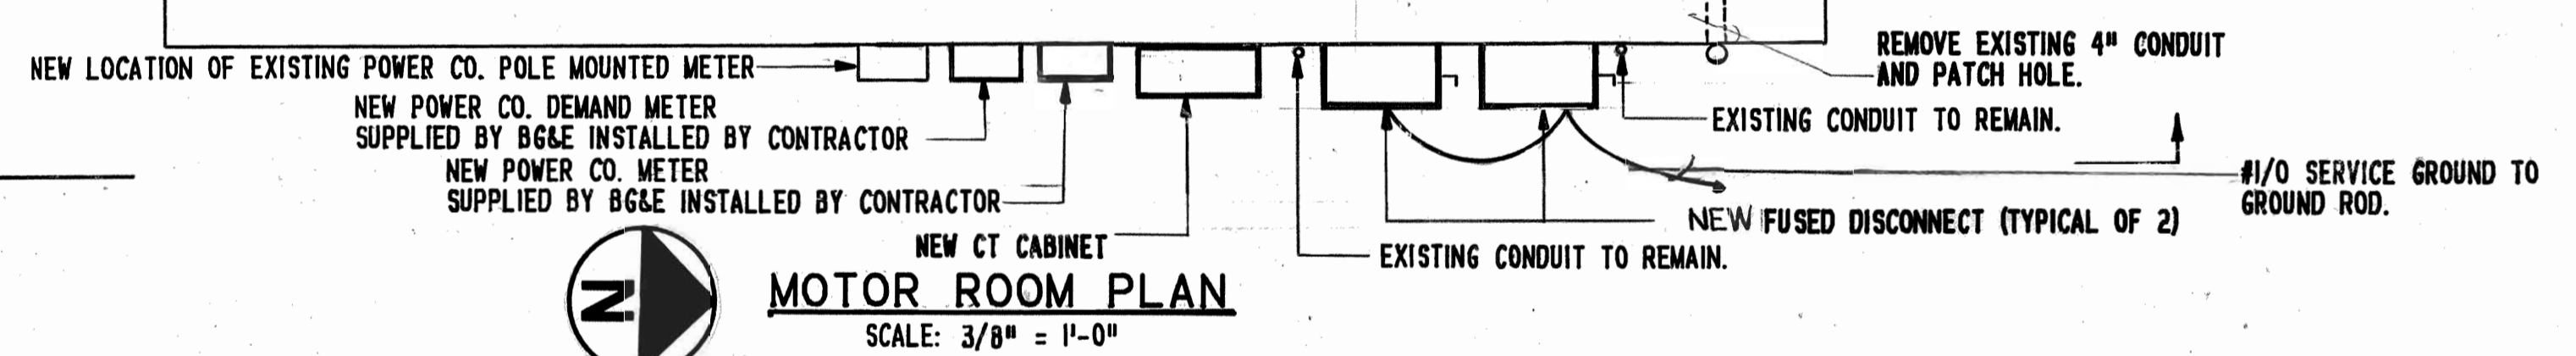 NEW LOCATION OF EXISTING POWER CO. POLE MOUNTED METER
NEW POWER CO. DEMAND METER
SUPPLIED BY BG&E INSTALLED BY CONTRACTOR
NEW POWER CO. METER
SUPPLIED BY BG&E INSTALLED BY CONTRACTOR
NEW CT CABINET
REMOVE EXISTING 4" CONDUIT
AND PATCH HOLE.
EXISTING CONDUIT TO REMAIN.
#1/0 SERVICE GROUND TO
GROUND ROD.
NEW FUSED DISCONNECT (TYPICAL OF 2)
EXISTING CONDUIT TO REMAIN.
N
MOTOR ROOM PLAN
SCALE: 3/8" = 1'-0"